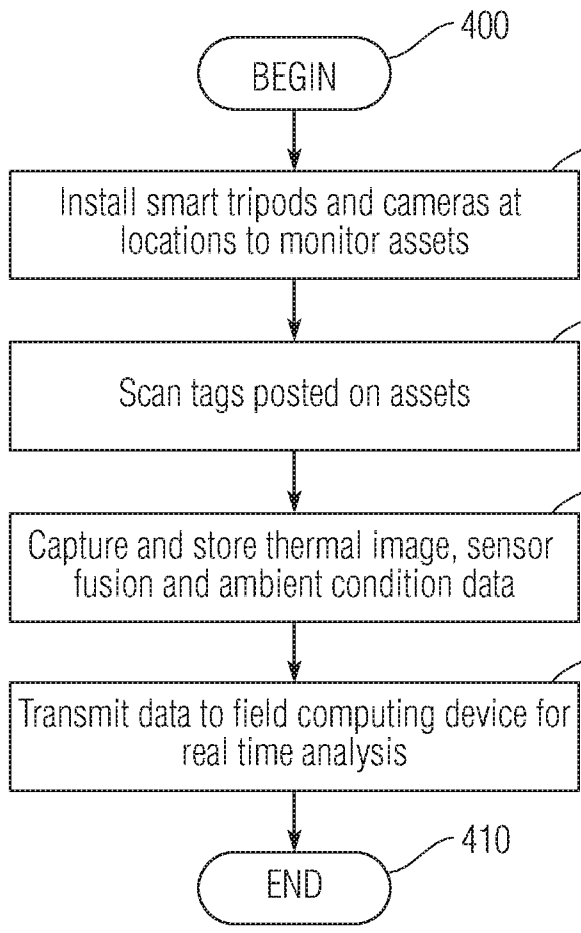 400
BEGIN
Install smart tripods and cameras at
locations to monitor assets
Scan tags posted on assets
Capture and store thermal image, sensor
fusion and ambient condition data
Transmit data to field computing device for
real time analysis
410
END